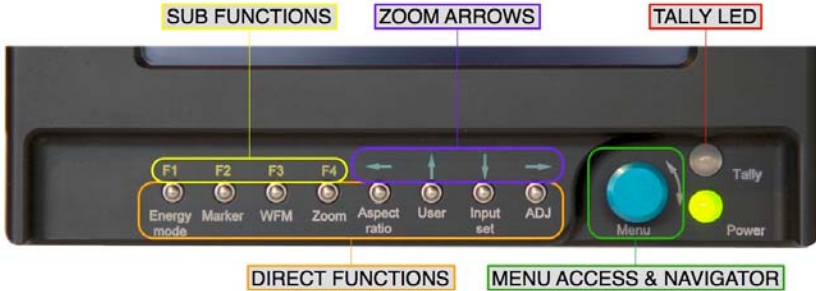 SUB FUNCTIONS
ZOOM ARROWS
TALLY LED
F1 F2 F3 F4
Tally
Energy mode
Marker
WFM
Zoom
Aspect ratio
User
Input set
ADJ
Menu
Power
DIRECT FUNCTIONS
MENU ACCESS & NAVIGATOR